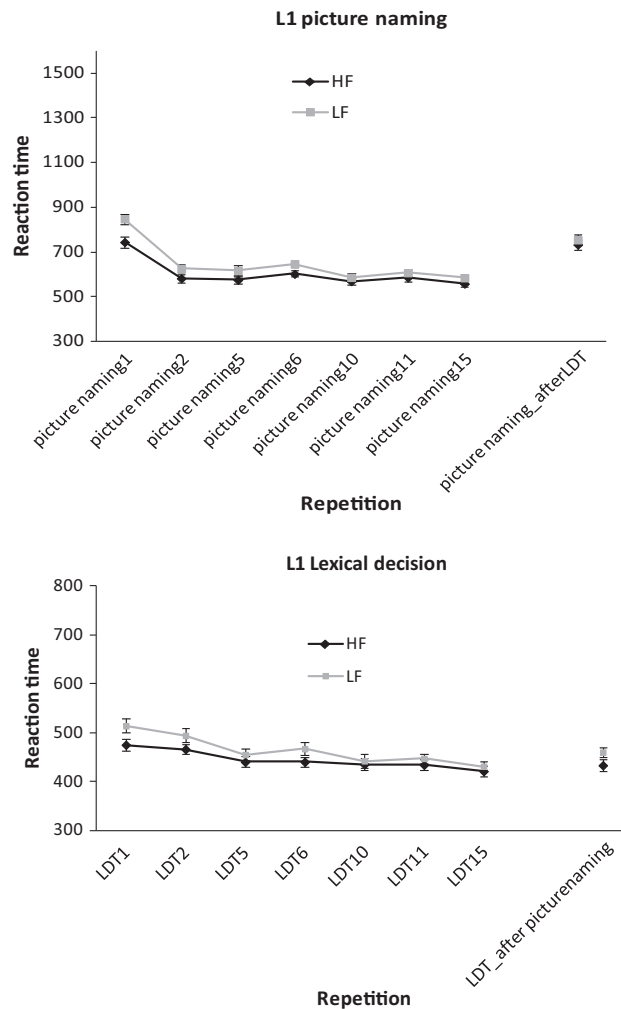 L1 picture naming
1500
1300
1100
900
700
500
300
Reaction time
HF
LF
picture naming1
picture naming2
picture naming5
picture naming6
picture naming10
picture naming11
picture naming15
picture naming_afterLDT
Repetition
L1 Lexical decision
800
700
600
500
400
300
Reaction time
HF
LF
LDT1
LDT2
LDT5
LDT6
LDT10
LDT11
LDT15
LDT_after picturenaming
Repetition